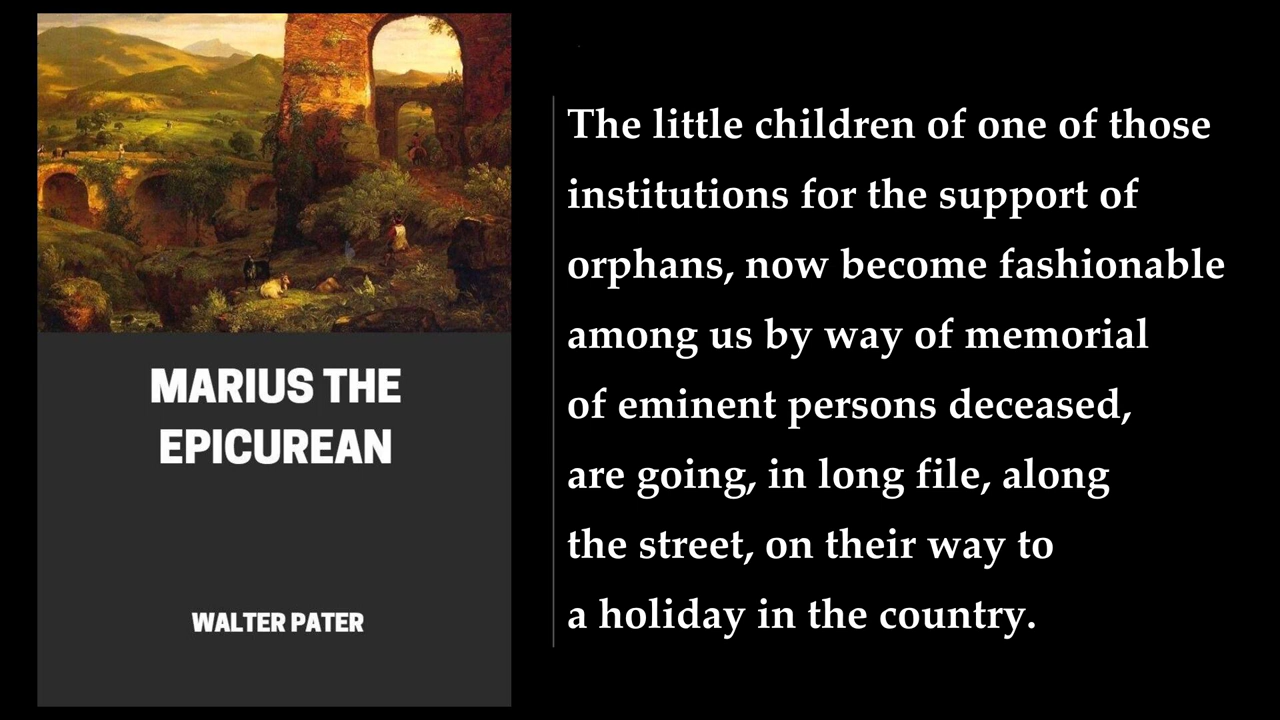 MARIUS THE
EPICUREAN
WALTER PATER
The little children of one of those
institutions for the support of
orphans, now become fashionable
among us by way of memorial
of eminent persons deceased,
are going, in long file, along
the street, on their way to
a holiday in the country.